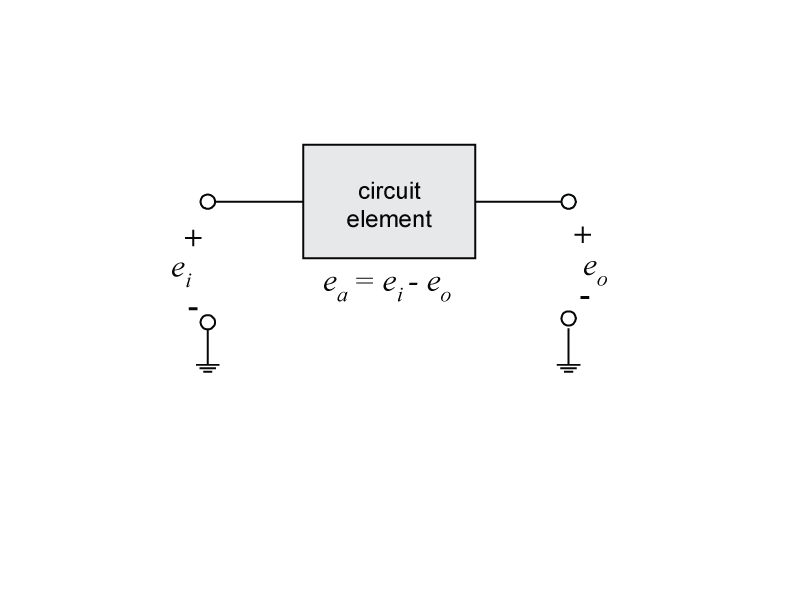 circuit
element
+
+
e_i
e_o
e_a = e_i - e_o
-
-